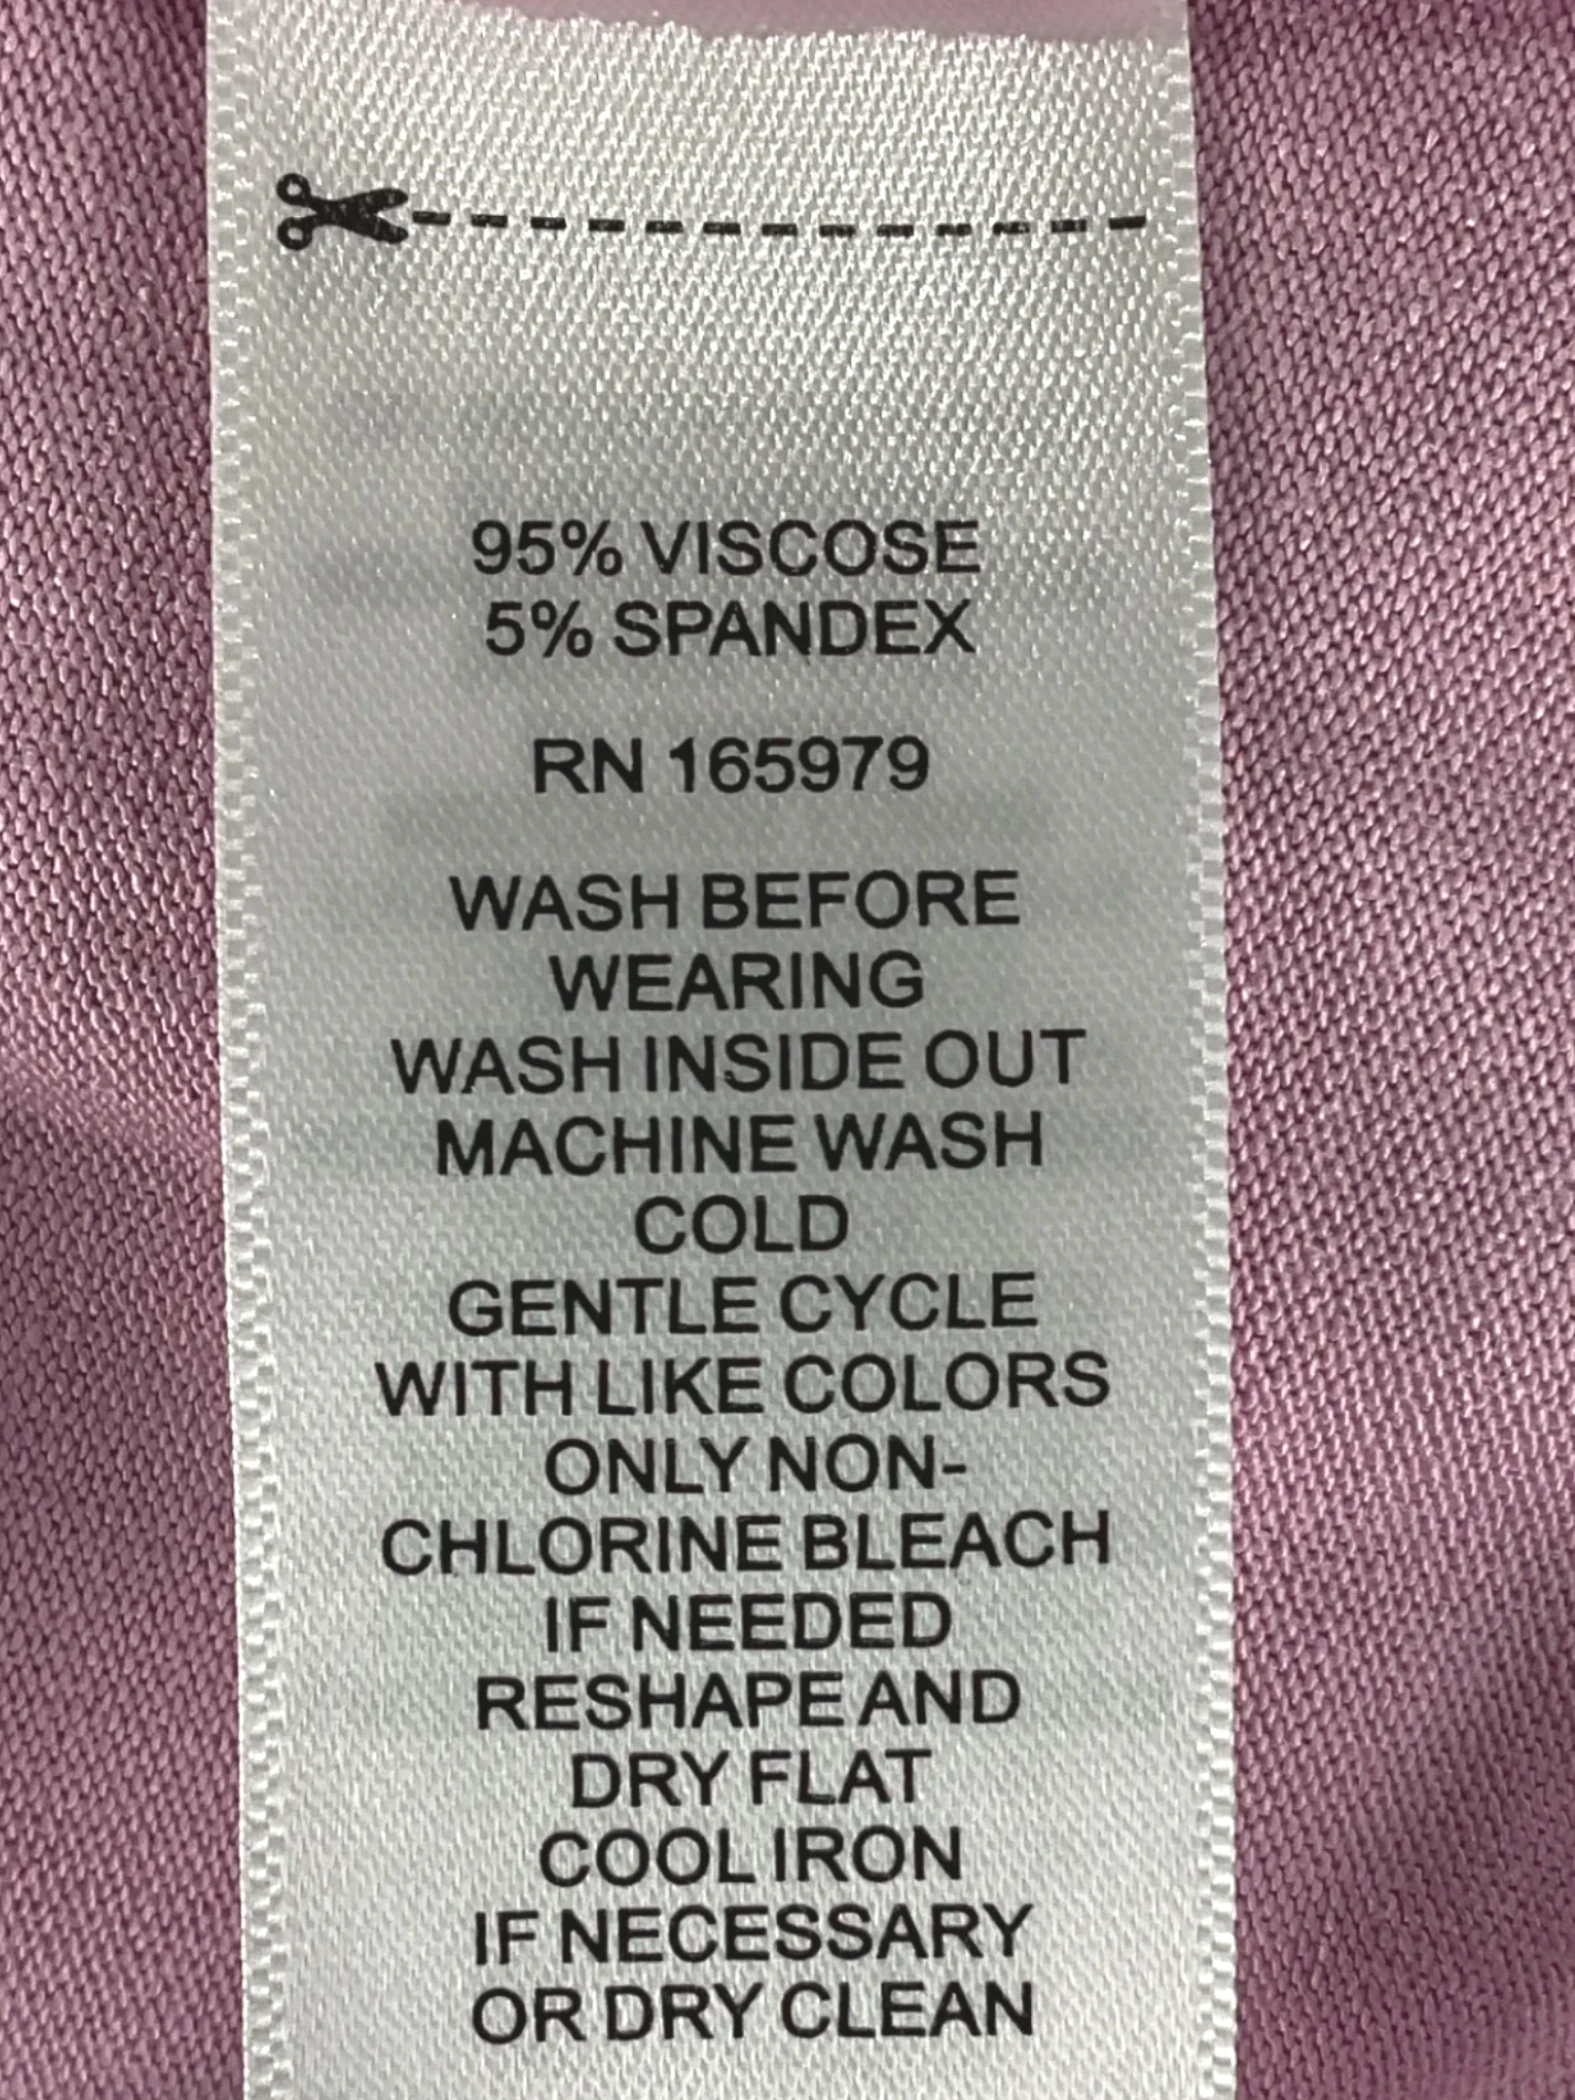 95% VISCOSE
5% SPANDEX
RN 165979
WASH BEFORE
WEARING
WASH INSIDE OUT
MACHINE WASH
COLD
GENTLE CYCLE
WITH LIKE COLORS
ONLY NON-
CHLORINE BLEACH
IF NEEDED
RESHAPE AND
DRY FLAT
COOL IRON
IF NECESSARY
OR DRY CLEAN